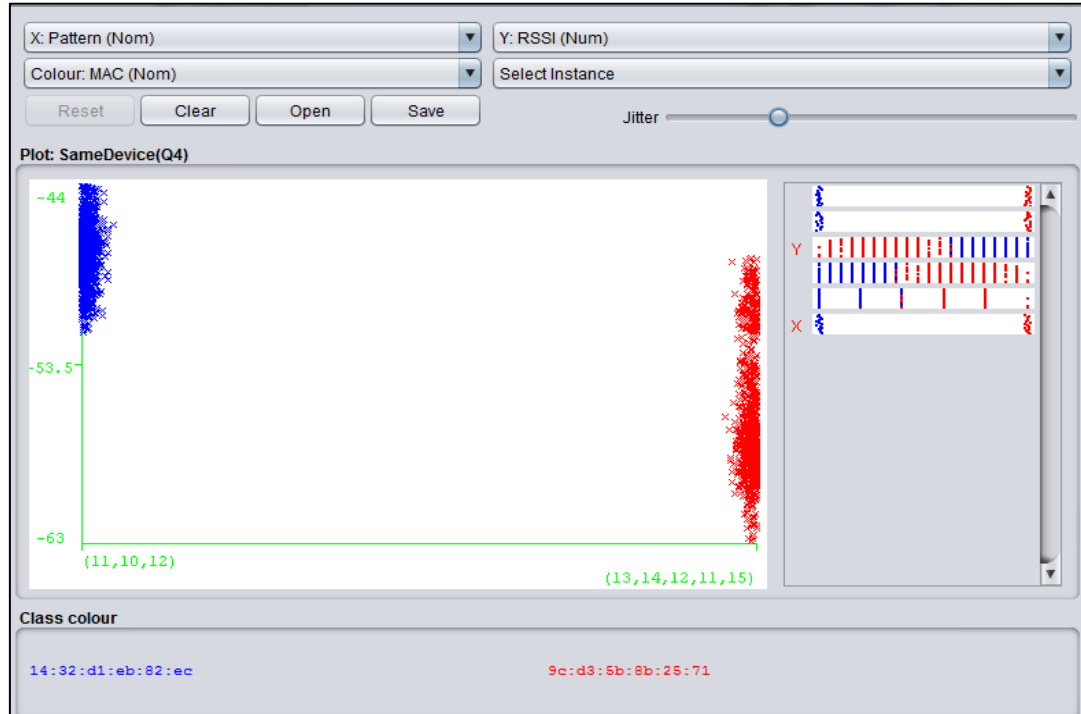 X: Pattern (Nom)
Y: RSSI (Num)
Colour: MAC (Nom)
Select Instance
Reset
Clear
Open
Save
Jitter
Plot: SameDevice(Q4)
-44
-53.5
-63
(11,10,12)
(13,14,12,11,15)
Y
X
Class colour
14:32:d1:eb:82:ec
9c:d3:5b:8b:25:71